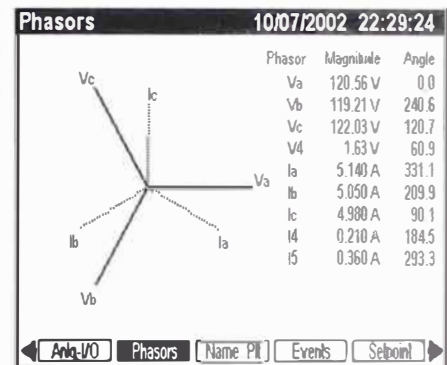 Phasors 10/07/2002 22:29:24
Phasor Magnitude Angle
Va 120.56 V 0.0
Vb 119.21 V 240.6
Vc 122.03 V 120.7
V4 1.63 V 60.9
Ia 5.140 A 331.1
Ib 5.050 A 209.9
Ic 4.980 A 90.1
I4 0.210 A 184.5
I5 0.360 A 293.3
Vc
Ic
Va
Ib
Ia
Vb
Anlg-I/O Phasors Name Plt Events Setpoint